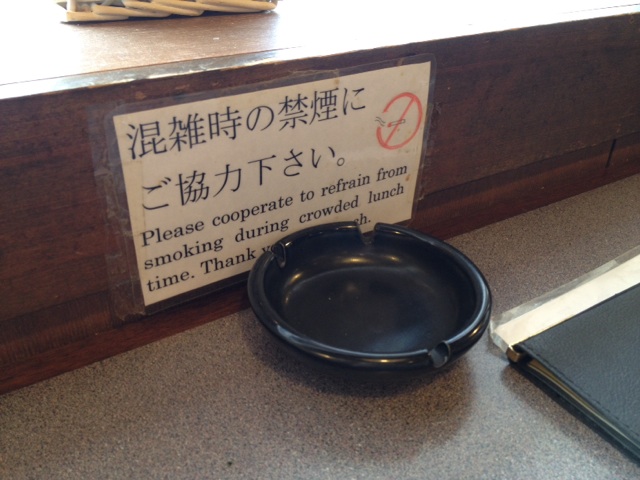 混雑時の禁煙に
ご協力下さい。
Please cooperate to refrain from
smoking during crowded lunch
time. Thank